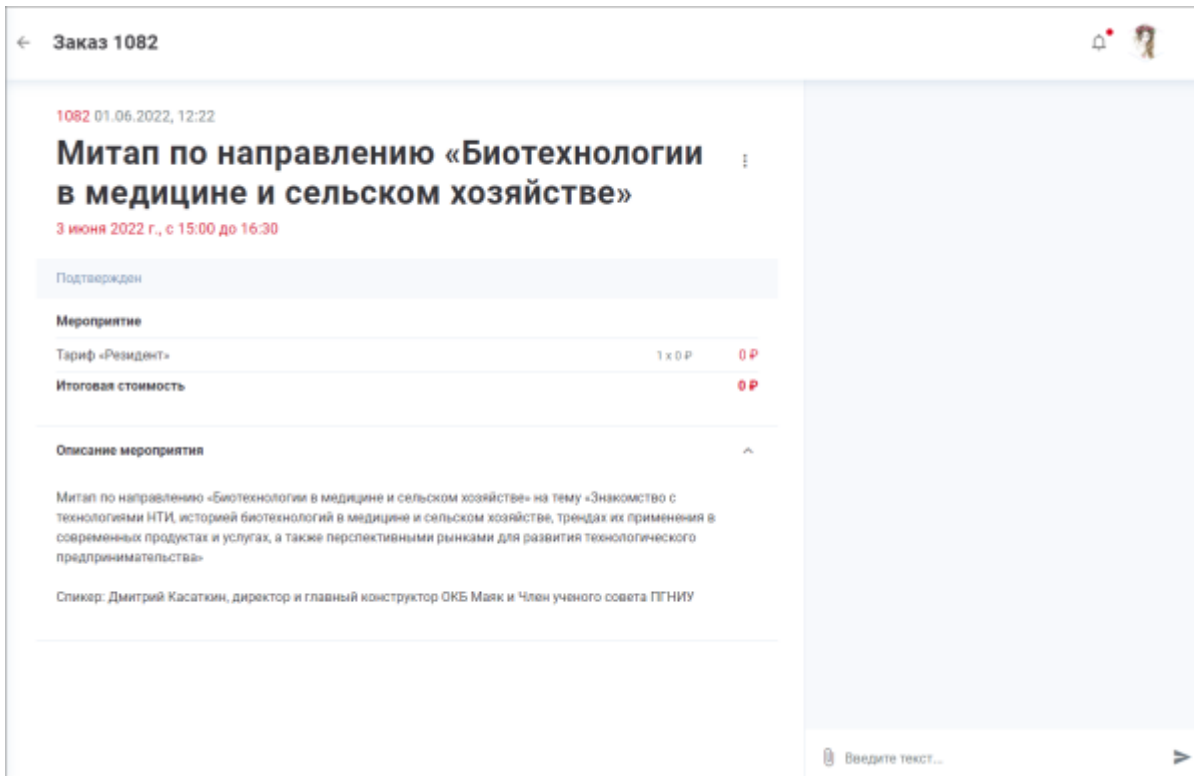 Заказ 1082
1082 01.06.2022, 12:22
Митап по направлению «Биотехнологии
в медицине и сельском хозяйстве»
3 июня 2022 г., с 15:00 до 16:30
Подтвержден
Мероприятие
Тариф «Резидент» 1 x 0 ₽ 0 ₽
Итоговая стоимость 0 ₽
Описание мероприятия
Митап по направлению «Биотехнологии в медицине и сельском хозяйстве» на тему «Знакомство с
технологиями НТИ, историей биотехнологий в медицине и сельском хозяйстве, трендах их применения в
современных продуктах и услугах, а также перспективными рынками для развития технологического
предпринимательства»
Спикер: Дмитрий Касаткин, директор и главный конструктор ОКБ Маяк и Член ученого совета ПГНИУ
Введите текст...